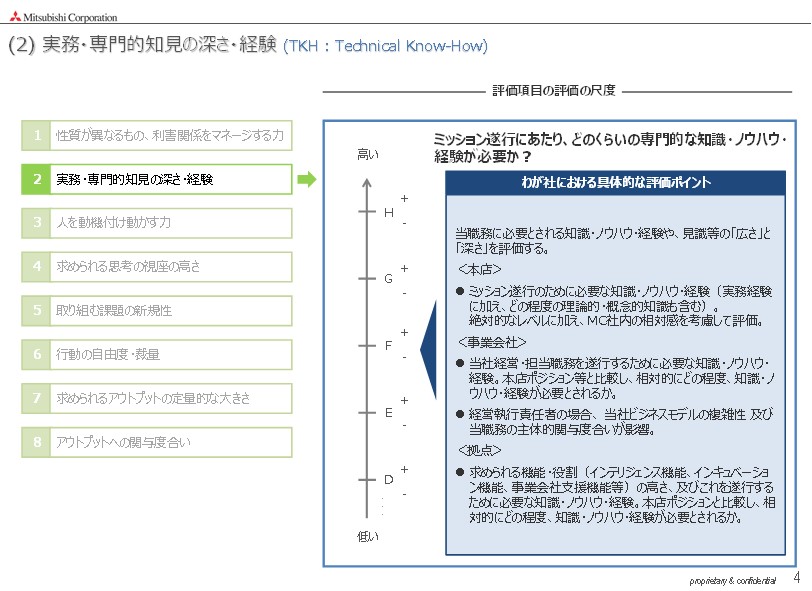 Mitsubishi Corporation
(2) 実務・専門的知見の深さ・経験 (TKH：Technical Know-How)
評価項目の評価の尺度
1 性質が異なるもの、利害関係をマネージする力
2 実務・専門的知見の深さ・経験
3 人を動機付け動かす力
4 求められる思考の視座の高さ
5 取り組む課題の新規性
6 行動の自由度・裁量
7 求められるアウトプットの定量的な大きさ
8 アウトプットへの関与度合い
高い
+
H
-
+
G
-
+
F
-
+
E
-
+
D
-
低い
ミッション遂行にあたり、どのくらいの専門的な知識・ノウハウ・
経験が必要か？
わが社における具体的な評価ポイント
当職務に必要とされる知識・ノウハウ・経験や、見識等の「広さ」と
「深さ」を評価する。
＜本店＞
● ミッション遂行のために必要な知識・ノウハウ・経験（実務経験
に加え、どの程度の理論的・概念的知識も含む）。
絶対的なレベルに加え、MC社内の相対感を考慮して評価。
＜事業会社＞
● 当社経営・担当職務を遂行するために必要な知識・ノウハウ・
経験。本店ポジション等と比較し、相対的にどの程度、知識・ノ
ウハウ・経験が必要とされるか。
● 経営執行責任者の場合、当社ビジネスモデルの複雑性 及び
当職務の主体的関与度合いが影響。
＜拠点＞
● 求められる機能・役割（インテリジェンス機能、インキュベーショ
ン機能、事業会社支援機能等）の高さ、及びこれを遂行する
ために必要な知識・ノウハウ・経験。本店ポジションと比較し、相
対的にどの程度、知識・ノウハウ・経験が必要とされるか。
proprietary & confidential
4